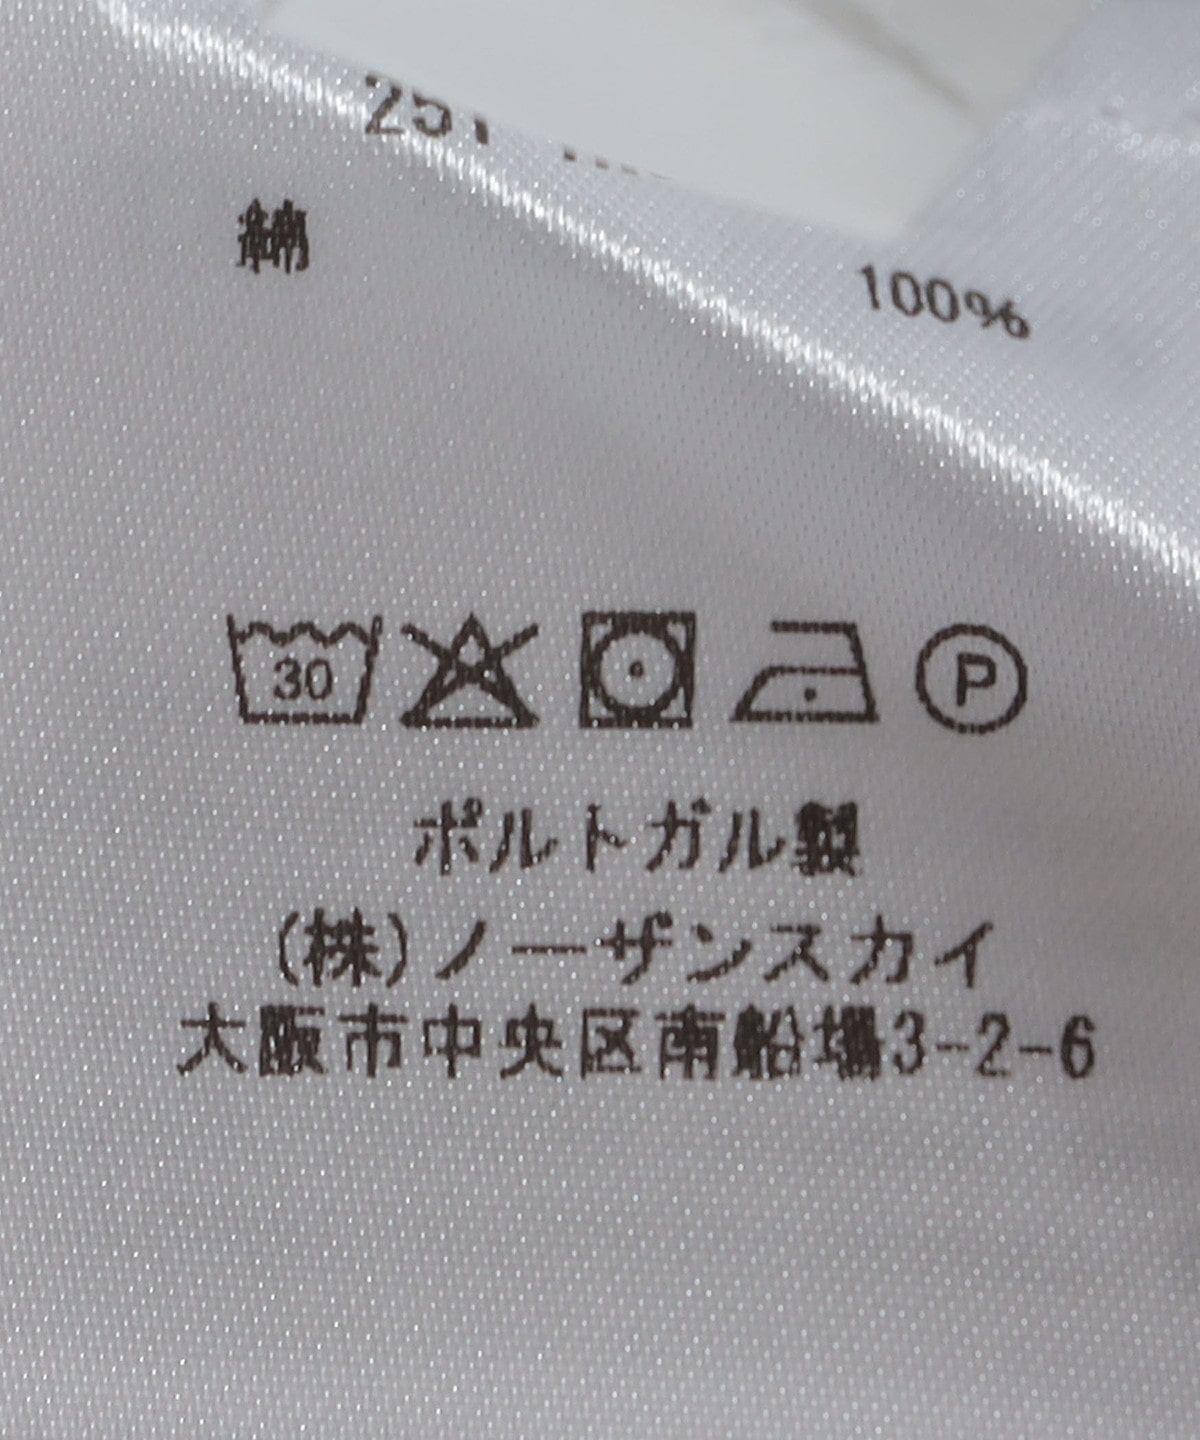 綿 100%
30
P
ポルトガル製
(株)ノーザンスカイ
大阪市中央区南船場3-2-6